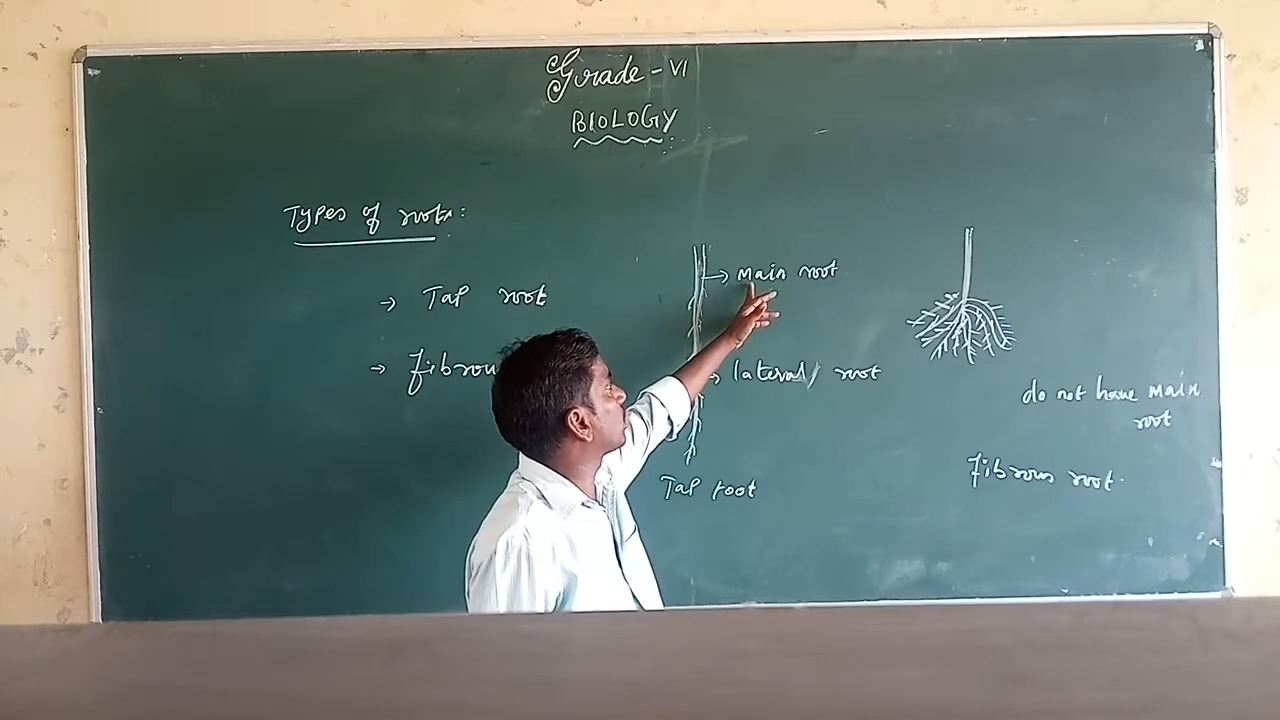 Grade - VI
BIOLOGY
Types of roots:
→ Tap root
→ fibrou
→ Main root
→ lateral root
Tap root
do not have main
root
Fibrous root.